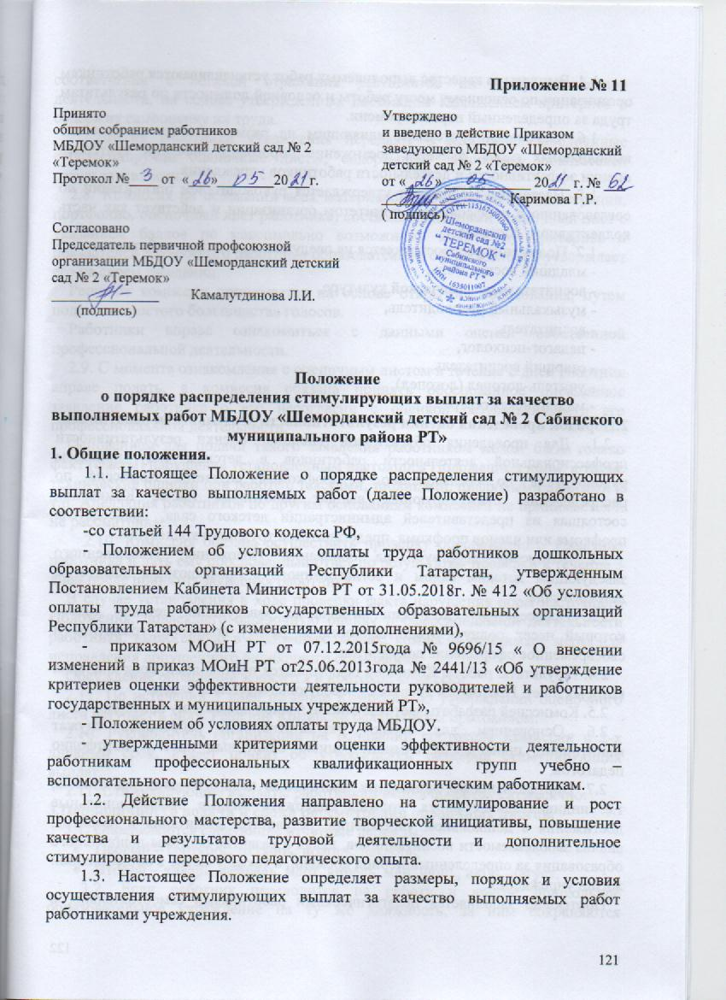 Приложение № 11
Принято
общим собранием работников
МБДОУ «Шеморданский детский сад № 2
«Теремок»
Протокол № 3 от « 26 » 05 2021 г.
Утверждено
и введено в действие Приказом
заведующего МБДОУ «Шеморданский
детский сад № 2 «Теремок»
от « 26 » 05 2021 г. № 62
Каримова Г.Р.
( подпись)
Шеморданский
детский сад №2
“ ТЕРЕМОК “
Сабинского
муниципального
района РТ
Согласовано
Председатель первичной профсоюзной
организации МБДОУ «Шеморданский детский
сад № 2 «Теремок»
Камалутдинова Л.И.
(подпись)
Положение
о порядке распределения стимулирующих выплат за качество
выполняемых работ МБДОУ «Шеморданский детский сад № 2 Сабинского
муниципального района РТ»
1. Общие положения.
1.1. Настоящее Положение о порядке распределения стимулирующих
выплат за качество выполняемых работ (далее Положение) разработано в
соответствии:
-со статьей 144 Трудового кодекса РФ,
- Положением об условиях оплаты труда работников дошкольных
образовательных организаций Республики Татарстан, утвержденным
Постановлением Кабинета Министров РТ от 31.05.2018г. № 412 «Об условиях
оплаты труда работников государственных образовательных организаций
Республики Татарстан» (с изменениями и дополнениями),
- приказом МОиН РТ от 07.12.2015года № 9696/15 « О внесении
изменений в приказ МОиН РТ от25.06.2013года № 2441/13 «Об утверждение
критериев оценки эффективности деятельности руководителей и работников
государственных и муниципальных учреждений РТ»,
- Положением об условиях оплаты труда МБДОУ.
- утвержденными критериями оценки эффективности деятельности
работникам профессиональных квалификационных групп учебно –
вспомогательного персонала, медицинским и педагогическим работникам.
1.2. Действие Положения направлено на стимулирование и рост
профессионального мастерства, развитие творческой инициативы, повышение
качества и результатов трудовой деятельности и дополнительное
стимулирование передового педагогического опыта.
1.3. Настоящее Положение определяет размеры, порядок и условия
осуществления стимулирующих выплат за качество выполняемых работ
работниками учреждения.
121